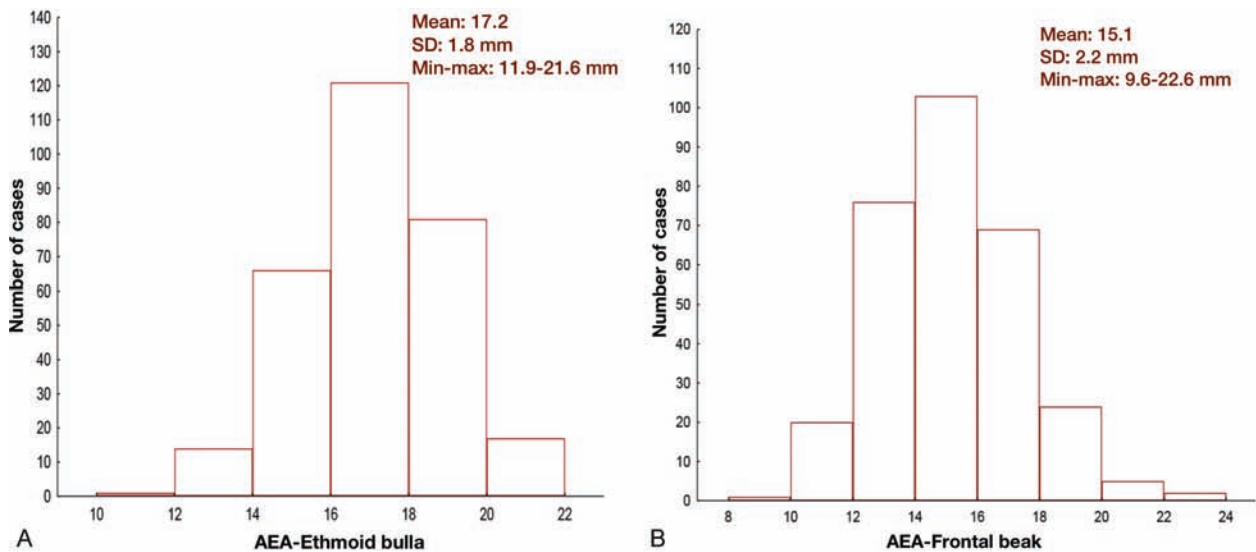 140
130
120
110
100
90
80
70
60
50
40
30
20
10
0
Number of cases
Mean: 17.2
SD: 1.8 mm
Min-max: 11.9-21.6 mm
10 12 14 16 18 20 22
AEA-Ethmoid bulla
A
120
110
100
90
80
70
60
50
40
30
20
10
0
Number of cases
Mean: 15.1
SD: 2.2 mm
Min-max: 9.6-22.6 mm
8 10 12 14 16 18 20 22 24
AEA-Frontal beak
B